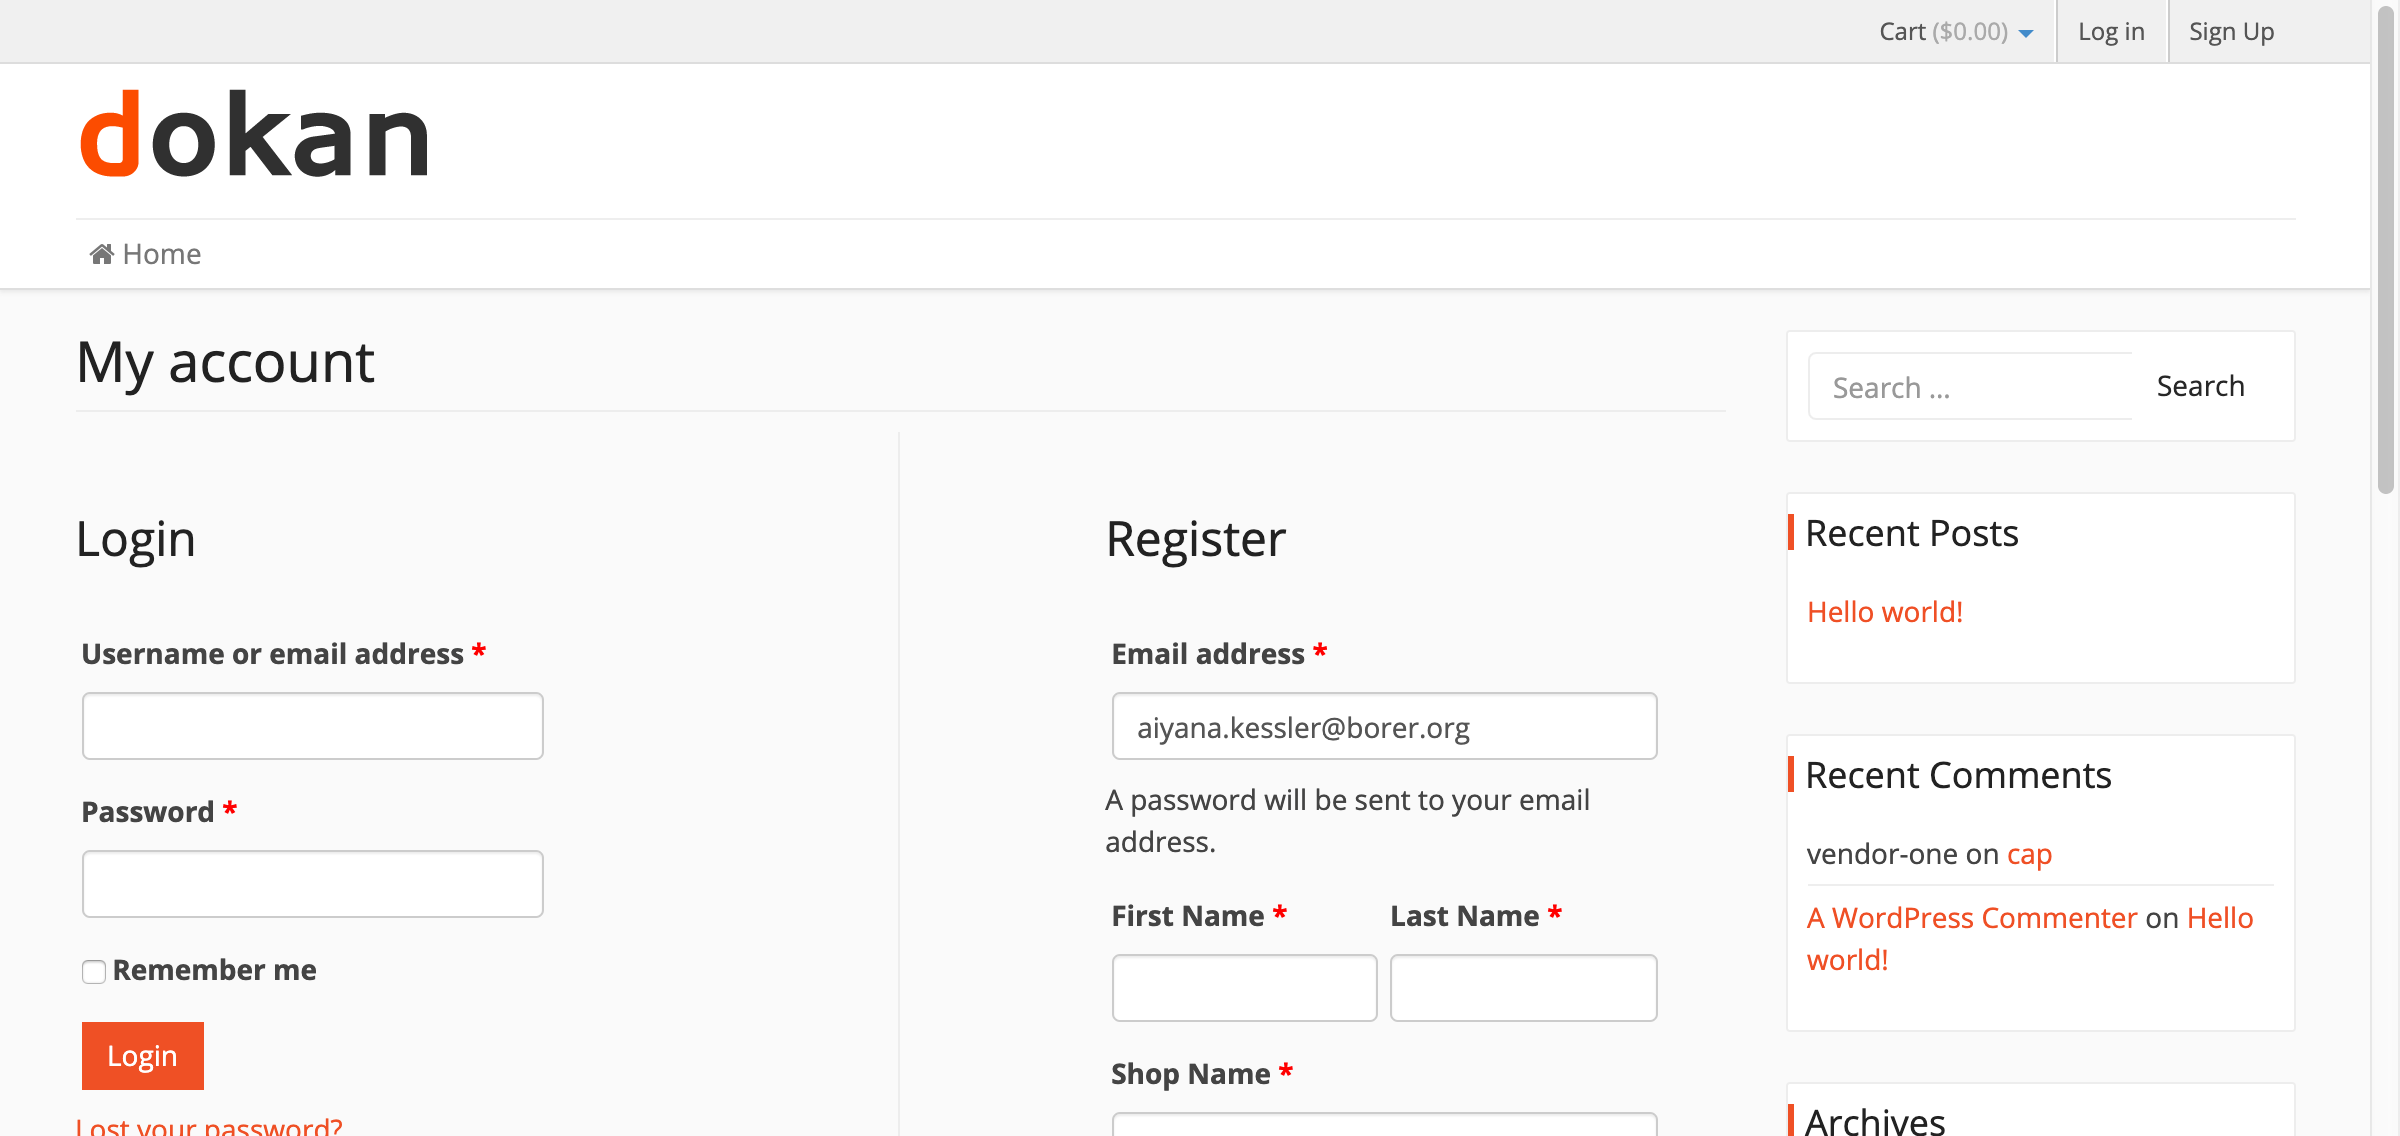 Cart ($0.00)
Log in
Sign Up
dokan
Home
My account
Login
Username or email address *
Password *
Remember me
Login
Lost your password?
Register
Email address *
aiyana.kessler@borer.org
A password will be sent to your email
address.
First Name *
Last Name *
Shop Name *
Search ...
Search
Recent Posts
Hello world!
Recent Comments
vendor-one on cap
A WordPress Commenter on Hello
world!
Archives